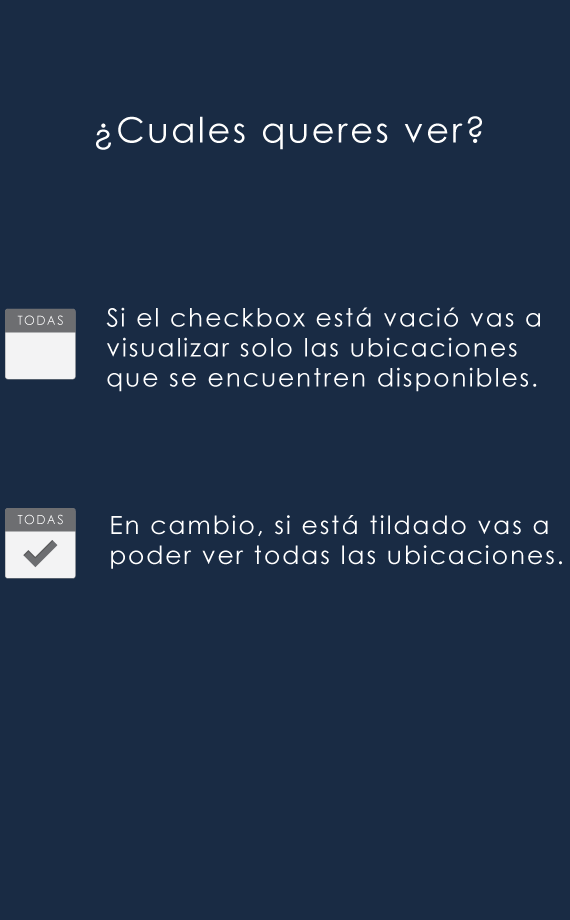 ¿Cuales queres ver?
TODAS
Si el checkbox está vació vas a
visualizar solo las ubicaciones
que se encuentren disponibles.
TODAS
En cambio, si está tildado vas a
poder ver todas las ubicaciones.